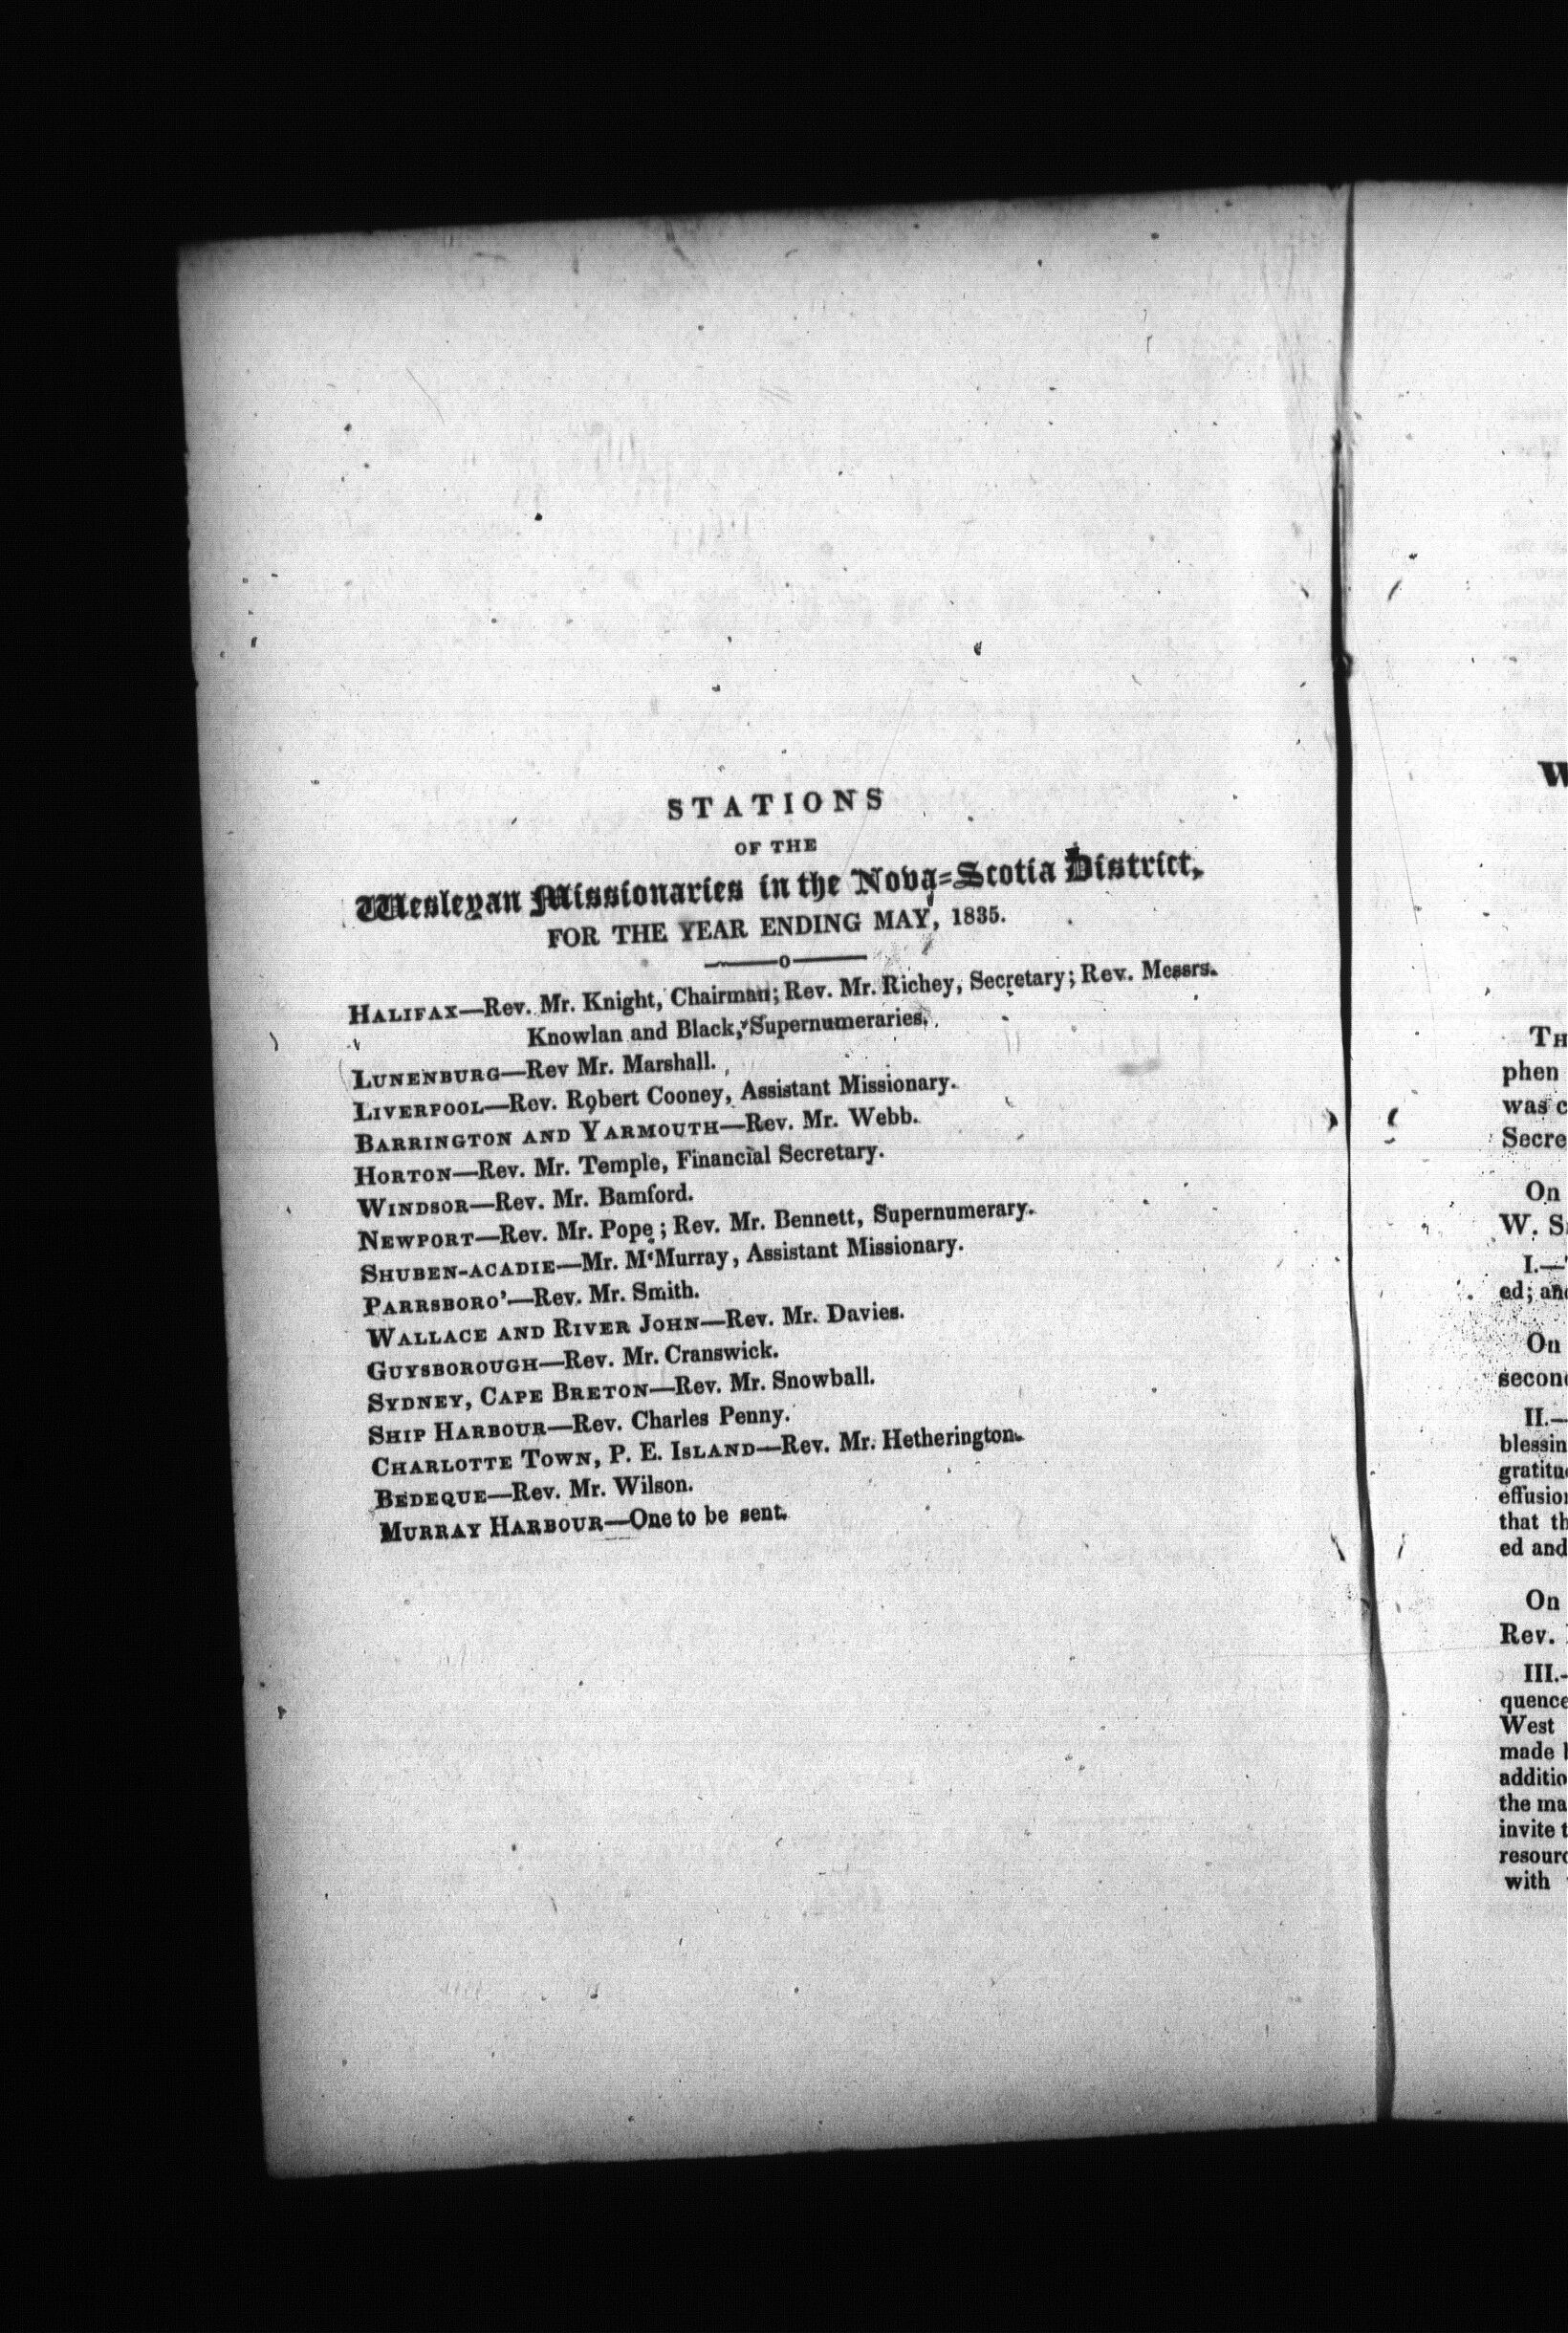 STATIONS
OF THE
Wesleyan Missionaries in the Nova-Scotia District,
FOR THE YEAR ENDING MAY, 1835.
HALIFAX—Rev. Mr. Knight, Chairman; Rev. Mr. Richey, Secretary; Rev. Messrs.
Knowlan and Black, Supernumeraries.
LUNENBURG—Rev Mr. Marshall.
LIVERPOOL—Rev. Robert Cooney, Assistant Missionary.
BARRINGTON AND YARMOUTH—Rev. Mr. Webb.
HORTON—Rev. Mr. Temple, Financial Secretary.
WINDSOR—Rev. Mr. Bamford.
NEWPORT—Rev. Mr. Pope; Rev. Mr. Bennett, Supernumerary.
SHUBEN-ACADIE—Mr. M‘Murray, Assistant Missionary.
PARRSBORO’—Rev. Mr. Smith.
WALLACE AND RIVER JOHN—Rev. Mr. Davies.
GUYSBOROUGH—Rev. Mr. Cranswick.
SYDNEY, CAPE BRETON—Rev. Mr. Snowball.
SHIP HARBOUR—Rev. Charles Penny.
CHARLOTTE TOWN, P. E. ISLAND—Rev. Mr. Hetherington.
BEDEQUE—Rev. Mr. Wilson.
MURRAY HARBOUR—One to be sent.
W
TH
phen
was c
Secre
On
W. S
I.—
ed; and
On
second
II.—
blessin
gratitu
effusion
that th
ed and
On
Rev.
III.-
quence
West
made
additio
the ma
invite t
resourc
with